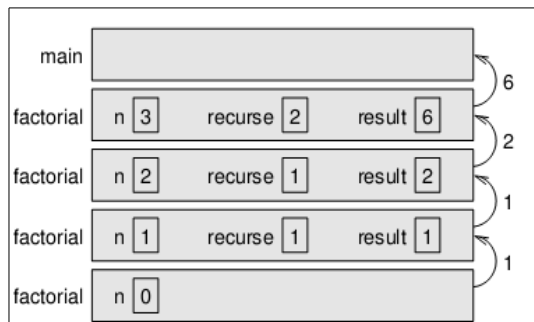 main
6
factorial n 3 recurse 2 result 6
2
factorial n 2 recurse 1 result 2
1
factorial n 1 recurse 1 result 1
1
factorial n 0